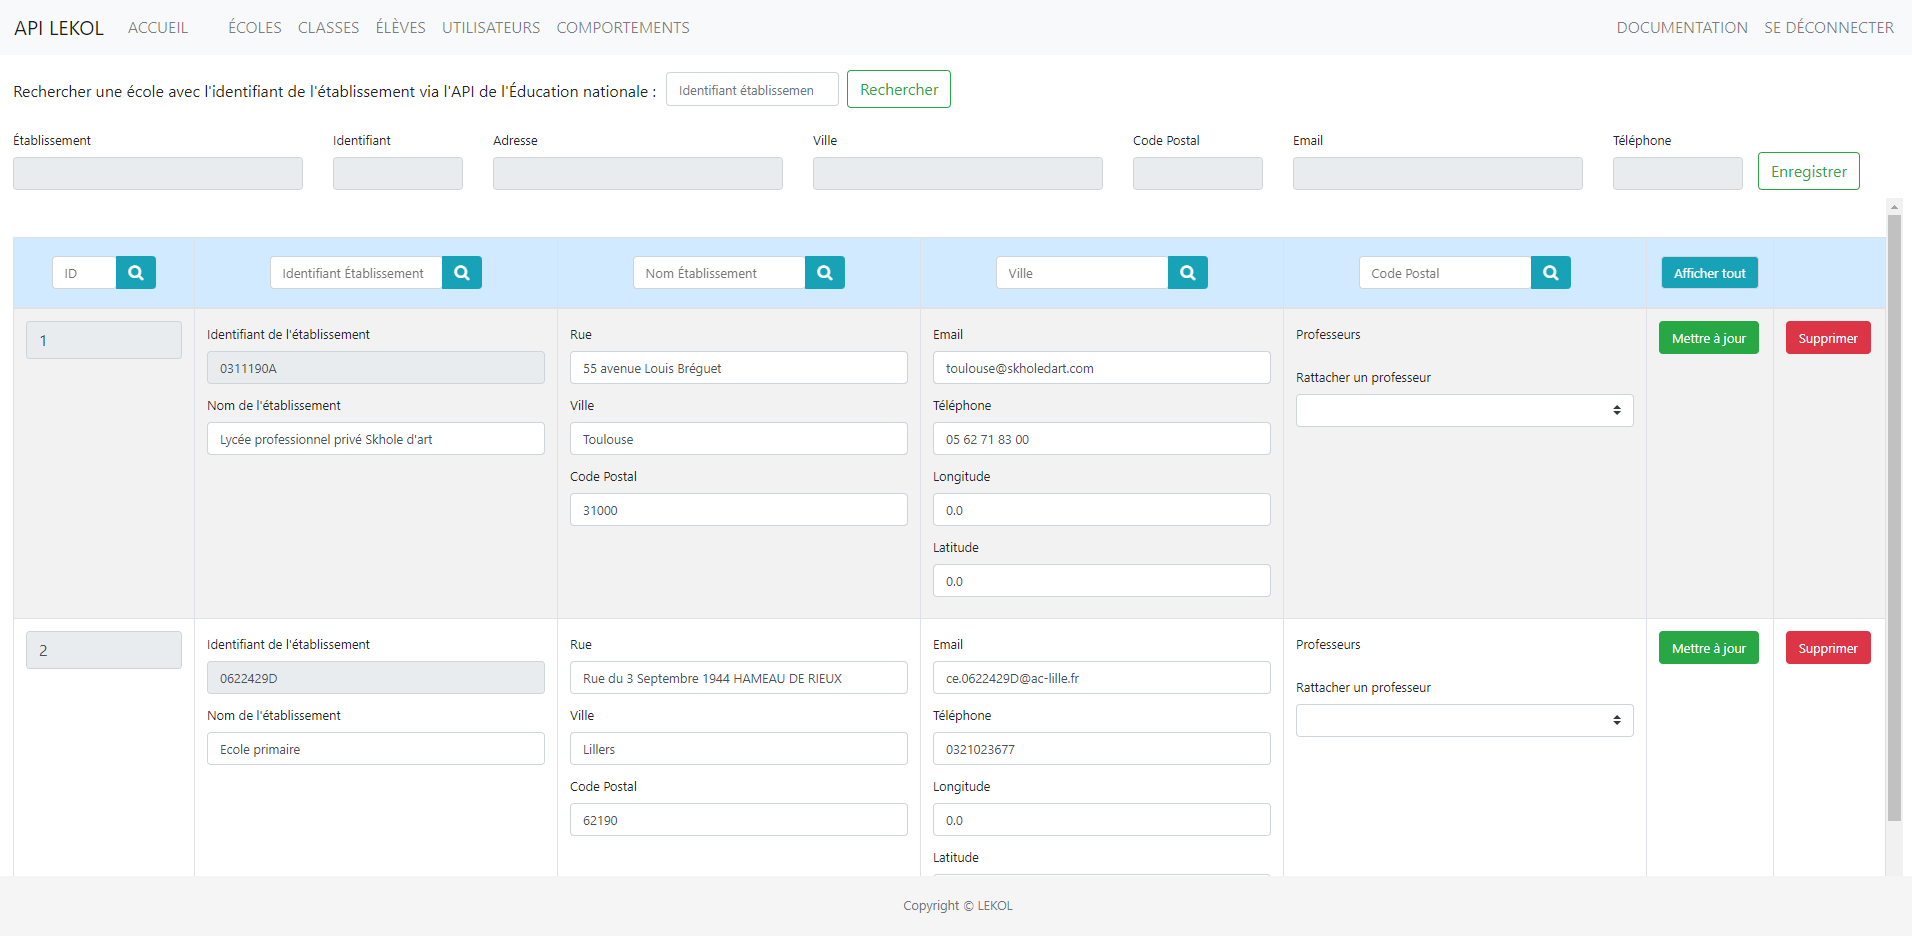 API LEKOL ACCUEIL ÉCOLES CLASSES ÉLÈVES UTILISATEURS COMPORTEMENTS DOCUMENTATION SE DÉCONNECTER
Rechercher une école avec l'identifiant de l'établissement via l'API de l'Éducation nationale : Identifiant établissemen Rechercher
Établissement Identifiant Adresse Ville Code Postal Email Téléphone
Enregistrer
ID Identifiant Établissement Nom Établissement Ville Code Postal Afficher tout
1 Identifiant de l'établissement Rue Email Professeurs Mettre à jour Supprimer
0311190A 55 avenue Louis Bréguet toulouse@skholedart.com Rattacher un professeur
Nom de l'établissement Ville Téléphone
Lycée professionnel privé Skhole d'art Toulouse 05 62 71 83 00
Code Postal Longitude
31000 0.0
Latitude
0.0
2 Identifiant de l'établissement Rue Email Professeurs Mettre à jour Supprimer
0622429D Rue du 3 Septembre 1944 HAMEAU DE RIEUX ce.0622429D@ac-lille.fr Rattacher un professeur
Nom de l'établissement Ville Téléphone
Ecole primaire Lillers 0321023677
Code Postal Longitude
62190 0.0
Latitude
Copyright © LEKOL